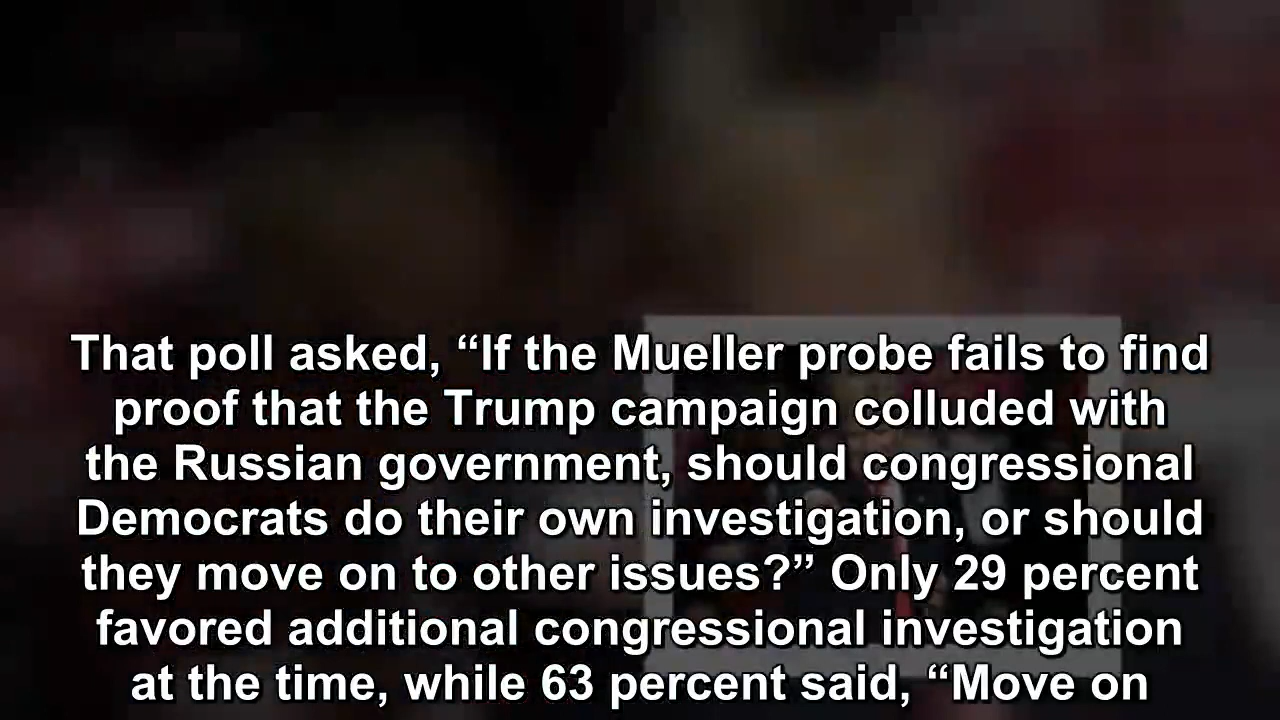 That poll asked, “If the Mueller probe fails to find
proof that the Trump campaign colluded with
the Russian government, should congressional
Democrats do their own investigation, or should
they move on to other issues?” Only 29 percent
favored additional congressional investigation
at the time, while 63 percent said, “Move on